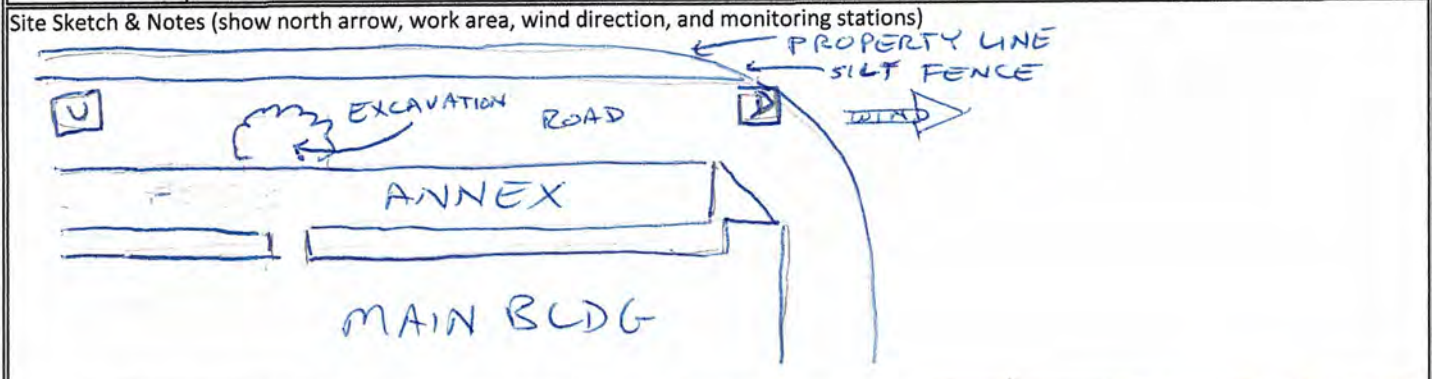 Site Sketch & Notes (show north arrow, work area, wind direction, and monitoring stations)
PROPERTY LINE
SILT FENCE
U
EXCAVATION
ROAD
D
WIND
ANNEX
MAIN BLDG